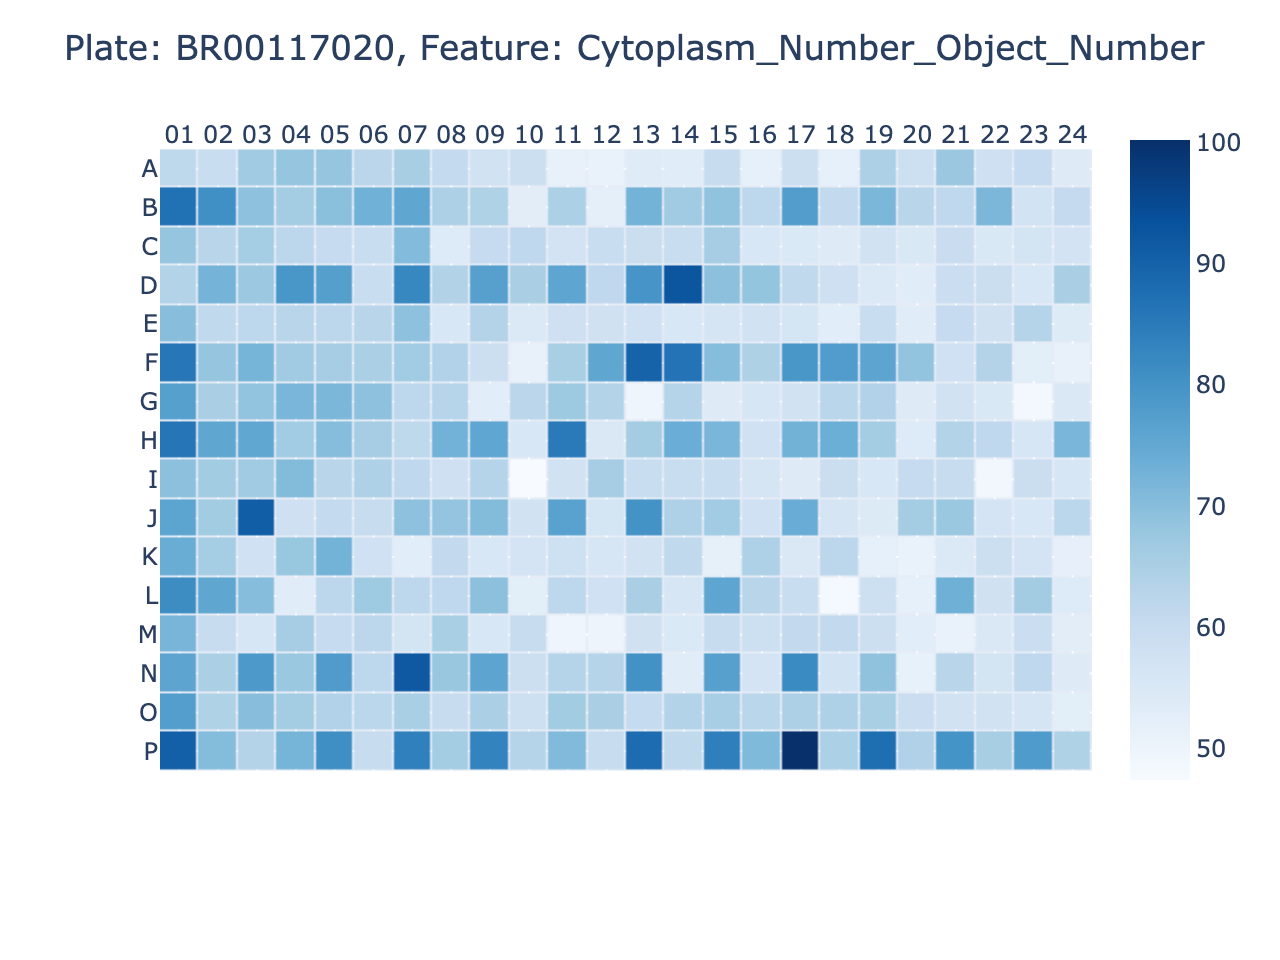 Plate: BR00117020, Feature: Cytoplasm_Number_Object_Number
01 02 03 04 05 06 07 08 09 10 11 12 13 14 15 16 17 18 19 20 21 22 23 24
A
B
C
D
E
F
G
H
I
J
K
L
M
N
O
P
100
90
80
70
60
50